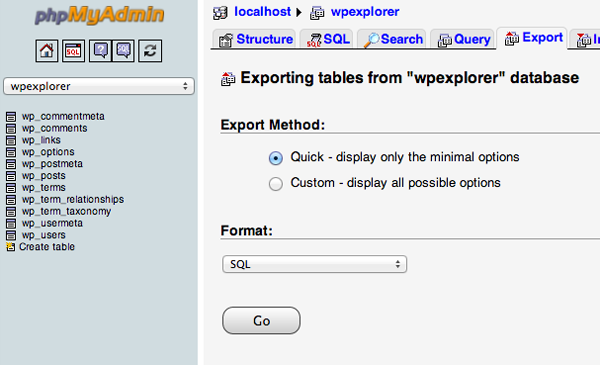 phpMyAdmin
SQL
wpexplorer
wp_commentmeta
wp_comments
wp_links
wp_options
wp_postmeta
wp_posts
wp_terms
wp_term_relationships
wp_term_taxonomy
wp_usermeta
wp_users
Create table
localhost wpexplorer
Structure SQL Search Query Export
Exporting tables from "wpexplorer" database
Export Method:
Quick - display only the minimal options
Custom - display all possible options
Format:
SQL
Go